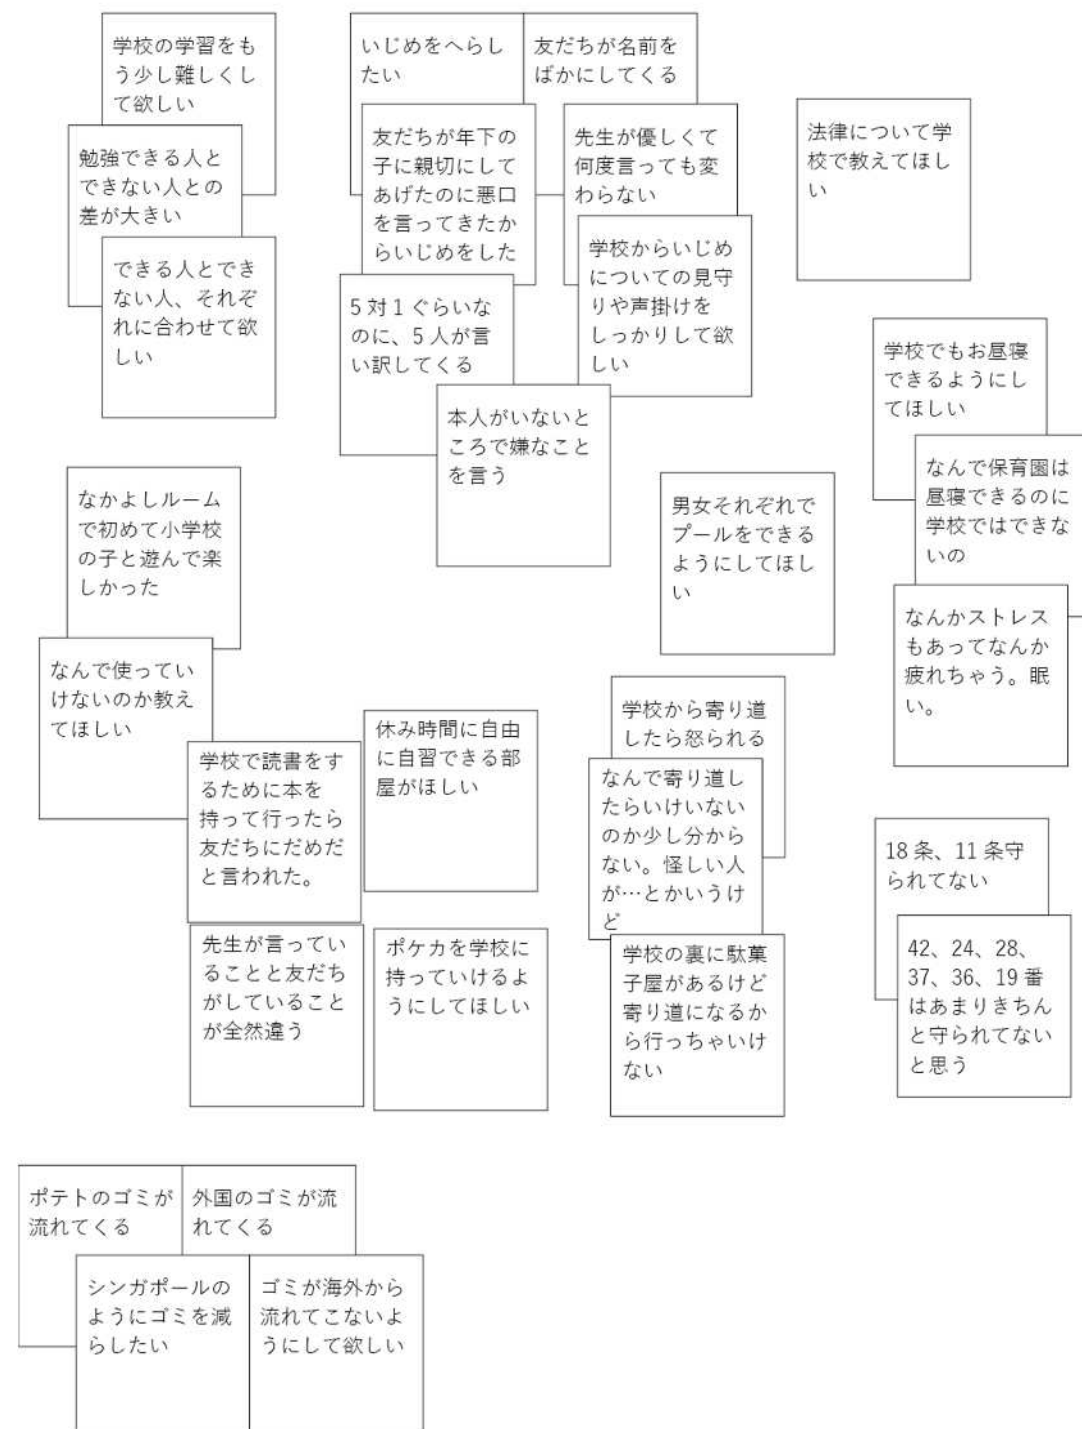 学校の学習をも
う少し難しくし
て欲しい
勉強できる人と
できない人との
差が大きい
できる人とでき
ない人、それぞ
れに合わせて欲
しい
いじめをへらし
たい
友だちが名前を
ばかにしてくる
友だちが年下の
子に親切にして
あげたのに悪口
を言ってきたか
らいじめをした
先生が優しくて
何度言っても変
わらない
学校からいじめ
についての見守
りや声掛けを
しっかりして欲
しい
5対1ぐらいな
のに、5人が言
い訳してくる
本人がいないと
ころで嫌なこと
を言う
法律について学
校で教えてほし
い
学校でもお昼寝
できるようにし
てほしい
なんで保育園は
昼寝できるのに
学校ではできな
いの
なんかストレス
もあってなんか
疲れちゃう。眠
い。
男女それぞれで
プールをできる
ようにしてほし
い
なかよしルーム
で初めて小学校
の子と遊んで楽
しかった
なんで使ってい
けないのか教え
てほしい
学校で読書をす
るために本を
持って行ったら
友だちにだめだ
と言われた。
先生が言ってい
ることと友だち
がしていること
が全然違う
休み時間に自由
に自習できる部
屋がほしい
ポケカを学校に
持っていけるよ
うにしてほしい
学校から寄り道
したら怒られる
なんで寄り道し
たらいけいない
のか少し分から
ない。怪しい人
が…とかいうけ
ど
学校の裏に駄菓
子屋があるけど
寄り道になるか
ら行っちゃいけ
ない
18条、11条守
られてない
42、24、28、
37、36、19番
はあまりきちん
と守られてない
と思う
ポテトのゴミが
流れてくる
外国のゴミが流
れてくる
シンガポールの
ようにゴミを減
らしたい
ゴミが海外から
流れてこないよ
うにして欲しい